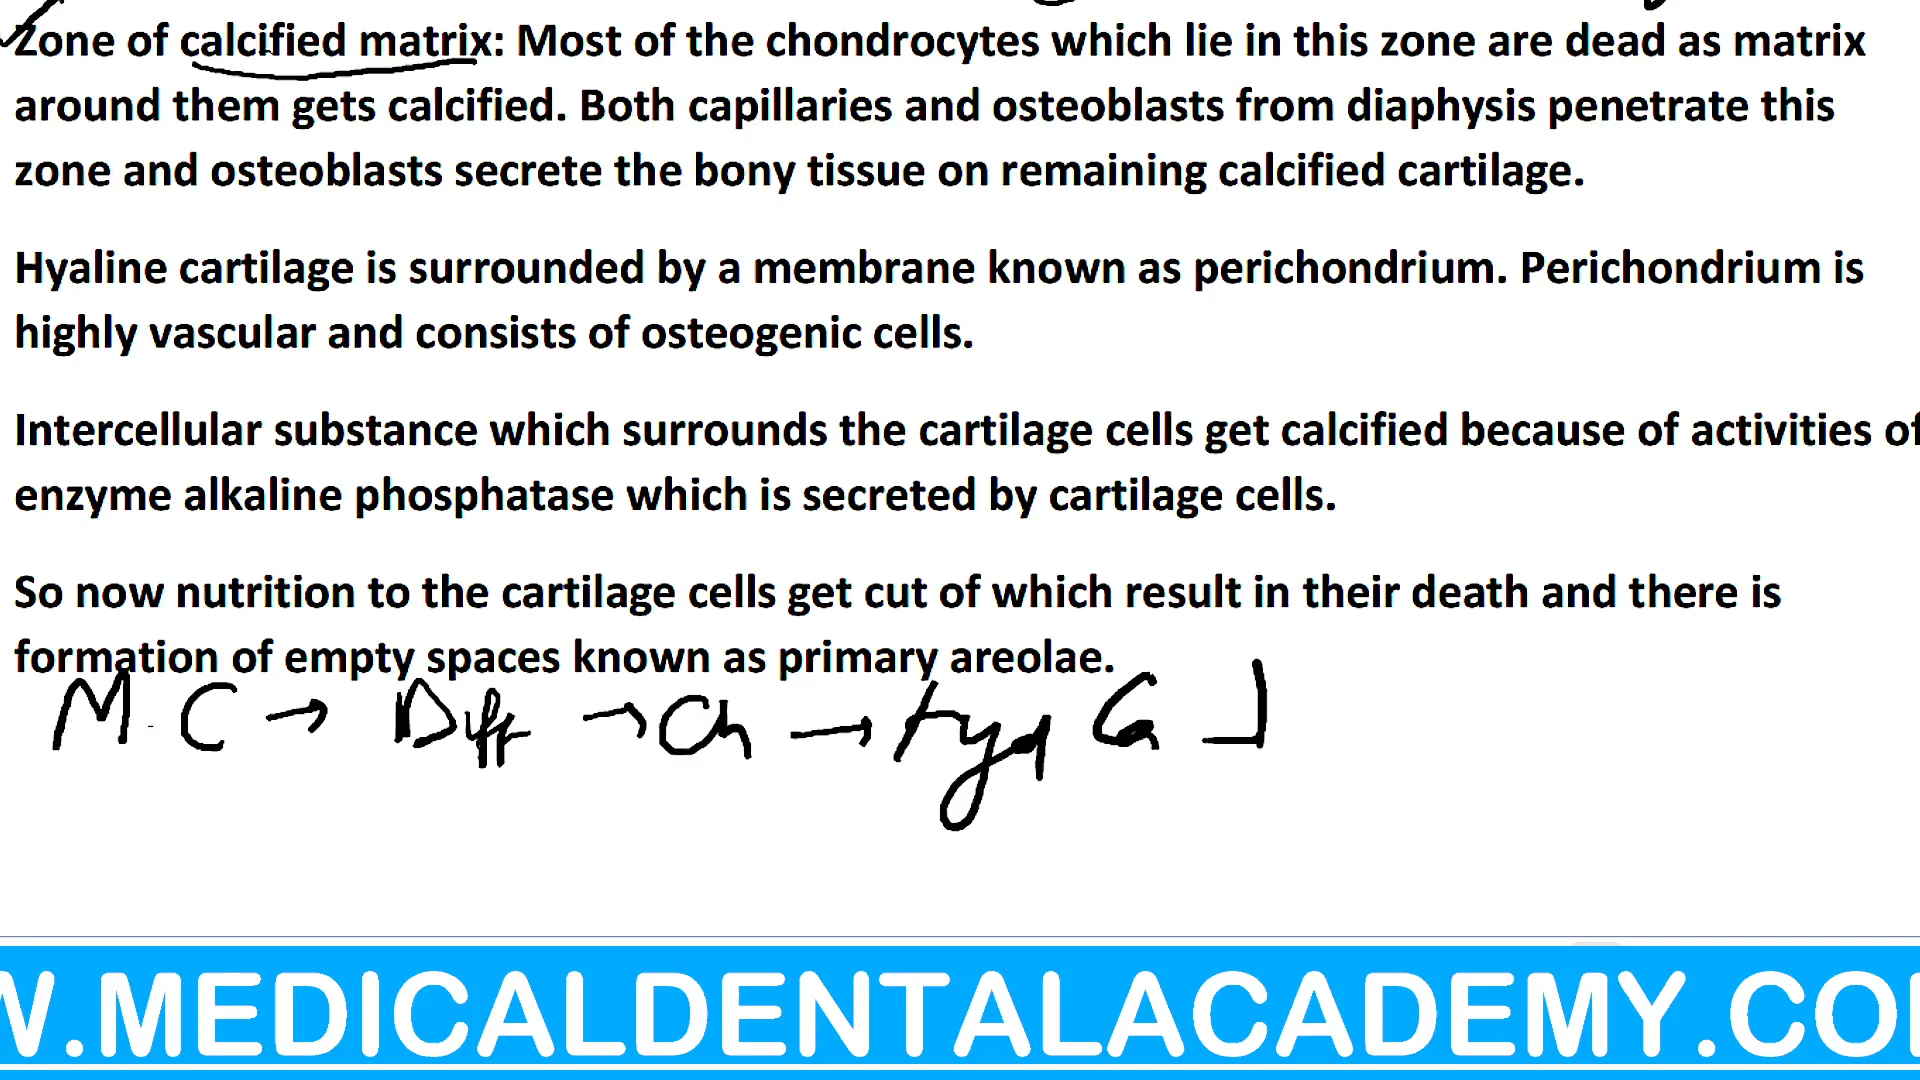 Zone of calcified matrix: Most of the chondrocytes which lie in this zone are dead as matrix
around them gets calcified. Both capillaries and osteoblasts from diaphysis penetrate this
zone and osteoblasts secrete the bony tissue on remaining calcified cartilage.
Hyaline cartilage is surrounded by a membrane known as perichondrium. Perichondrium is
highly vascular and consists of osteogenic cells.
Intercellular substance which surrounds the cartilage cells get calcified because of activities of
enzyme alkaline phosphatase which is secreted by cartilage cells.
So now nutrition to the cartilage cells get cut of which result in their death and there is
formation of empty spaces known as primary areolae.
M. C → Diff → Ch → Hya Ca
W.MEDICALDENTALACADEMY.CO